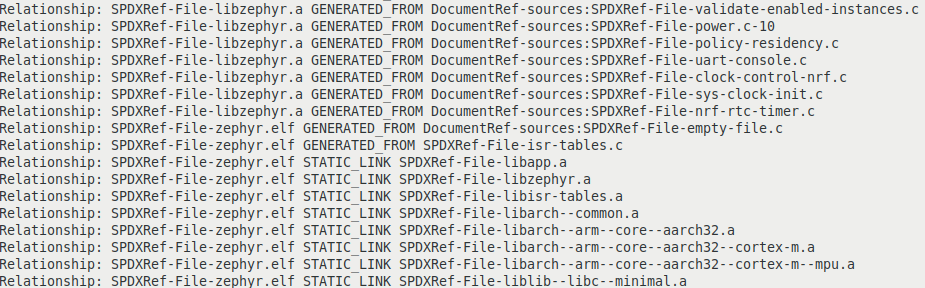 Relationship: SPDXRef-File-libzephyr.a GENERATED_FROM DocumentRef-sources:SPDXRef-File-validate-enabled-instances.c
Relationship: SPDXRef-File-libzephyr.a GENERATED_FROM DocumentRef-sources:SPDXRef-File-power.c-10
Relationship: SPDXRef-File-libzephyr.a GENERATED_FROM DocumentRef-sources:SPDXRef-File-policy-residency.c
Relationship: SPDXRef-File-libzephyr.a GENERATED_FROM DocumentRef-sources:SPDXRef-File-uart-console.c
Relationship: SPDXRef-File-libzephyr.a GENERATED_FROM DocumentRef-sources:SPDXRef-File-clock-control-nrf.c
Relationship: SPDXRef-File-libzephyr.a GENERATED_FROM DocumentRef-sources:SPDXRef-File-sys-clock-init.c
Relationship: SPDXRef-File-libzephyr.a GENERATED_FROM DocumentRef-sources:SPDXRef-File-nrf-rtc-timer.c
Relationship: SPDXRef-File-zephyr.elf GENERATED_FROM DocumentRef-sources:SPDXRef-File-empty-file.c
Relationship: SPDXRef-File-zephyr.elf GENERATED_FROM SPDXRef-File-isr-tables.c
Relationship: SPDXRef-File-zephyr.elf STATIC_LINK SPDXRef-File-libapp.a
Relationship: SPDXRef-File-zephyr.elf STATIC_LINK SPDXRef-File-libzephyr.a
Relationship: SPDXRef-File-zephyr.elf STATIC_LINK SPDXRef-File-libisr-tables.a
Relationship: SPDXRef-File-zephyr.elf STATIC_LINK SPDXRef-File-libarch--common.a
Relationship: SPDXRef-File-zephyr.elf STATIC_LINK SPDXRef-File-libarch--arm--core--aarch32.a
Relationship: SPDXRef-File-zephyr.elf STATIC_LINK SPDXRef-File-libarch--arm--core--aarch32--cortex-m.a
Relationship: SPDXRef-File-zephyr.elf STATIC_LINK SPDXRef-File-libarch--arm--core--aarch32--cortex-m--mpu.a
Relationship: SPDXRef-File-zephyr.elf STATIC_LINK SPDXRef-File-liblib--libc--minimal.a